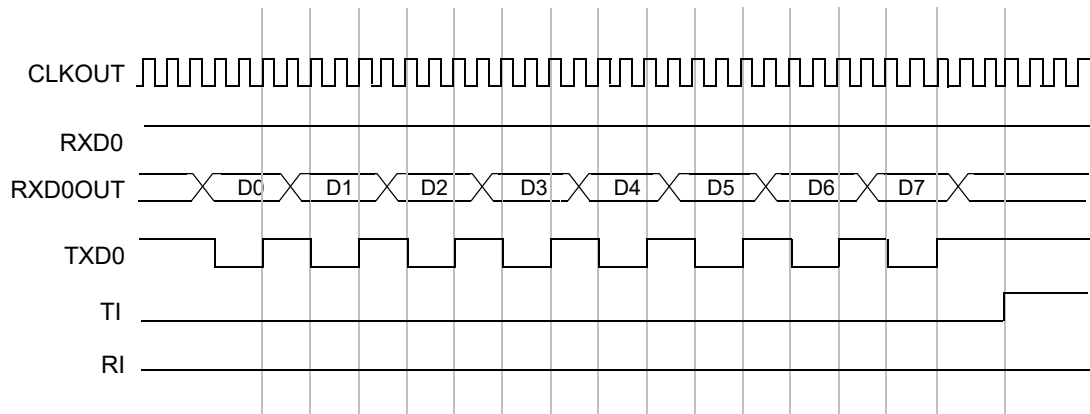 CLKOUT
RXD0
RXD0OUT D0 D1 D2 D3 D4 D5 D6 D7
TXD0
TI
RI